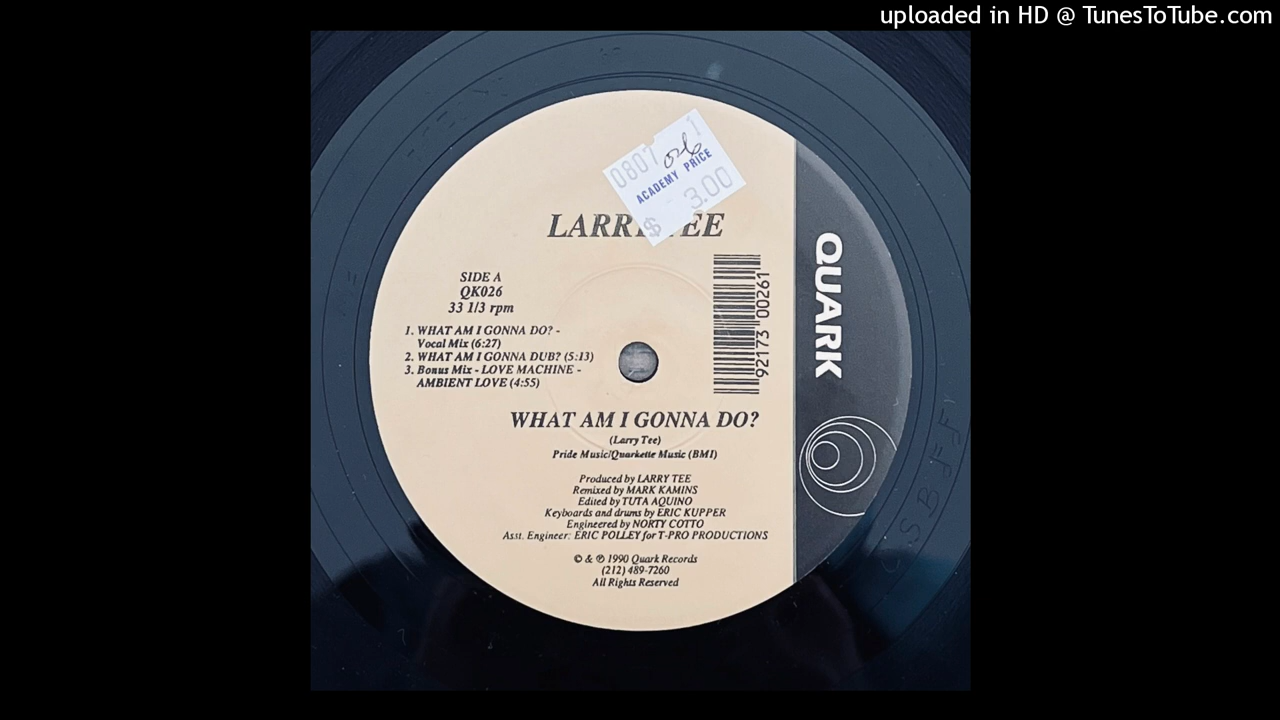 uploaded in HD @ TunesToTube.com
0807 1
026
ACADEMY PRICE
$ 3.00
LARRY TEE
SIDE A
QK026
33 1/3 rpm
1. WHAT AM I GONNA DO? -
Vocal Mix (6:27)
2. WHAT AM I GONNA DUB? (5:13)
3. Bonus Mix - LOVE MACHINE -
AMBIENT LOVE (4:55)
92173 00261
QUARK
WHAT AM I GONNA DO?
(Larry Tee)
Pride Music/Quarkette Music (BMI)
Produced by LARRY TEE
Remixed by MARK KAMINS
Edited by TUTA AQUINO
Keyboards and drums by ERIC KUPPER
Engineered by NORTY COTTO
Asst. Engineer: ERIC POLLEY for T-PRO PRODUCTIONS
© & ℗ 1990 Quark Records
(212) 489-7260
All Rights Reserved